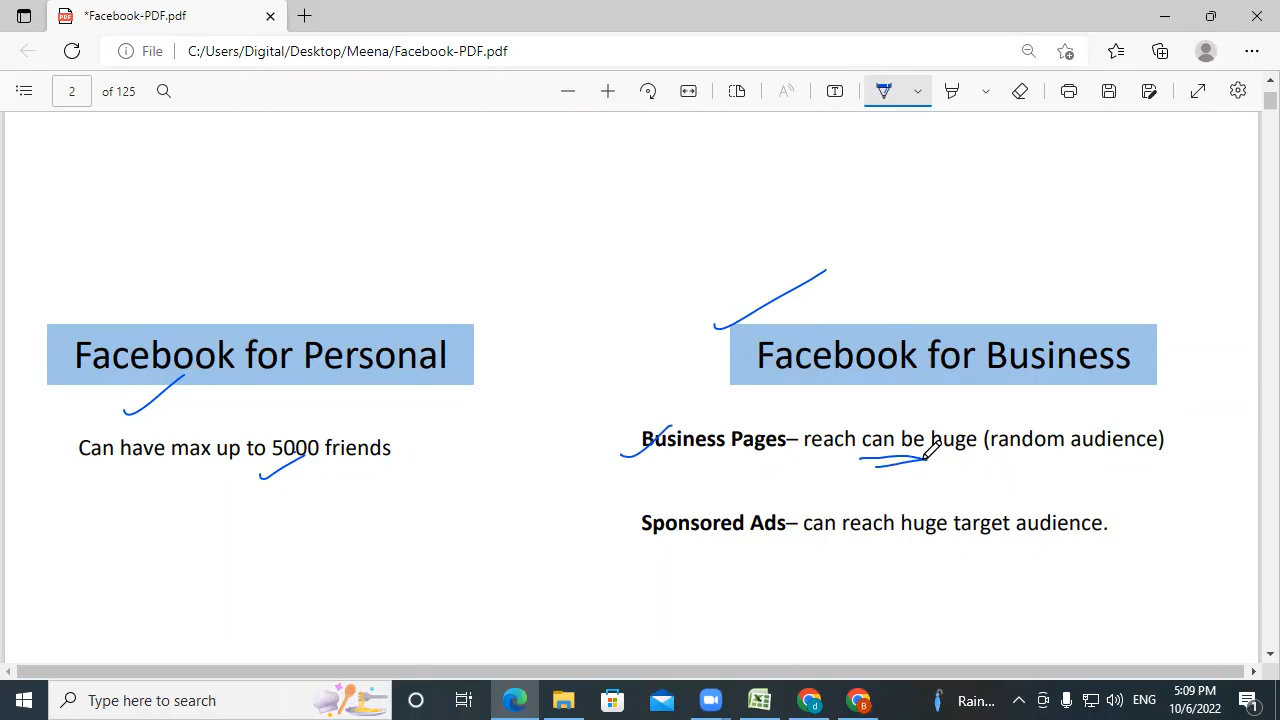 *Facebook-PDF.pdf
File
C:/Users/Digital/Desktop/Meena/Facebook-PDF.pdf
2 of 125
Facebook for Personal
Can have max up to 5000 friends
Facebook for Business
Business Pages– reach can be huge (random audience)
Sponsored Ads– can reach huge target audience.
Type here to search
Rain...
ENG
5:09 PM
10/6/2022